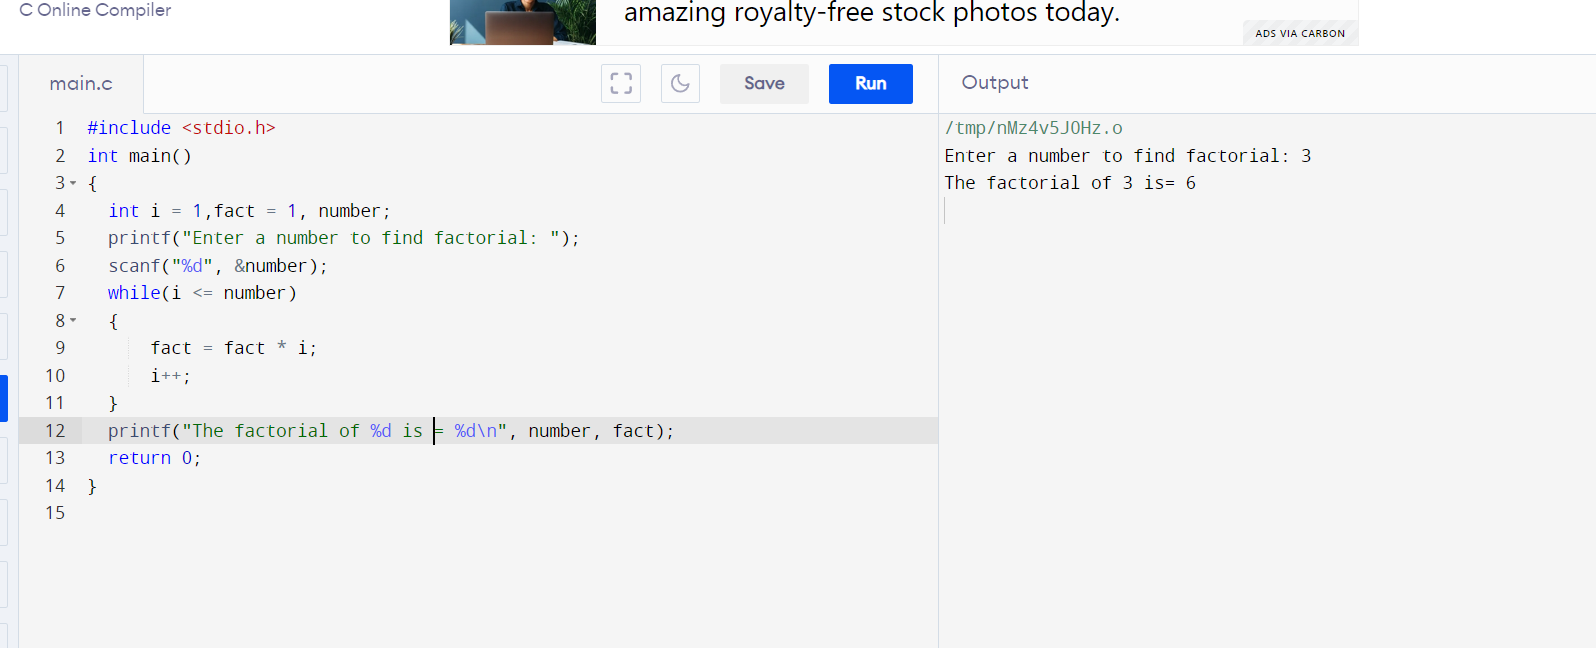 C Online Compiler
amazing royalty-free stock photos today.
ADS VIA CARBON
main.c
Save
Run
Output
1 #include <stdio.h>
2 int main()
3 {
4   int i = 1,fact = 1, number;
5   printf("Enter a number to find factorial: ");
6   scanf("%d", &number);
7   while(i <= number)
8   {
9       fact = fact * i;
10       i++;
11   }
12   printf("The factorial of %d is = %d\n", number, fact);
13   return 0;
14 }
15
/tmp/nMz4v5JOHz.o
Enter a number to find factorial: 3
The factorial of 3 is= 6